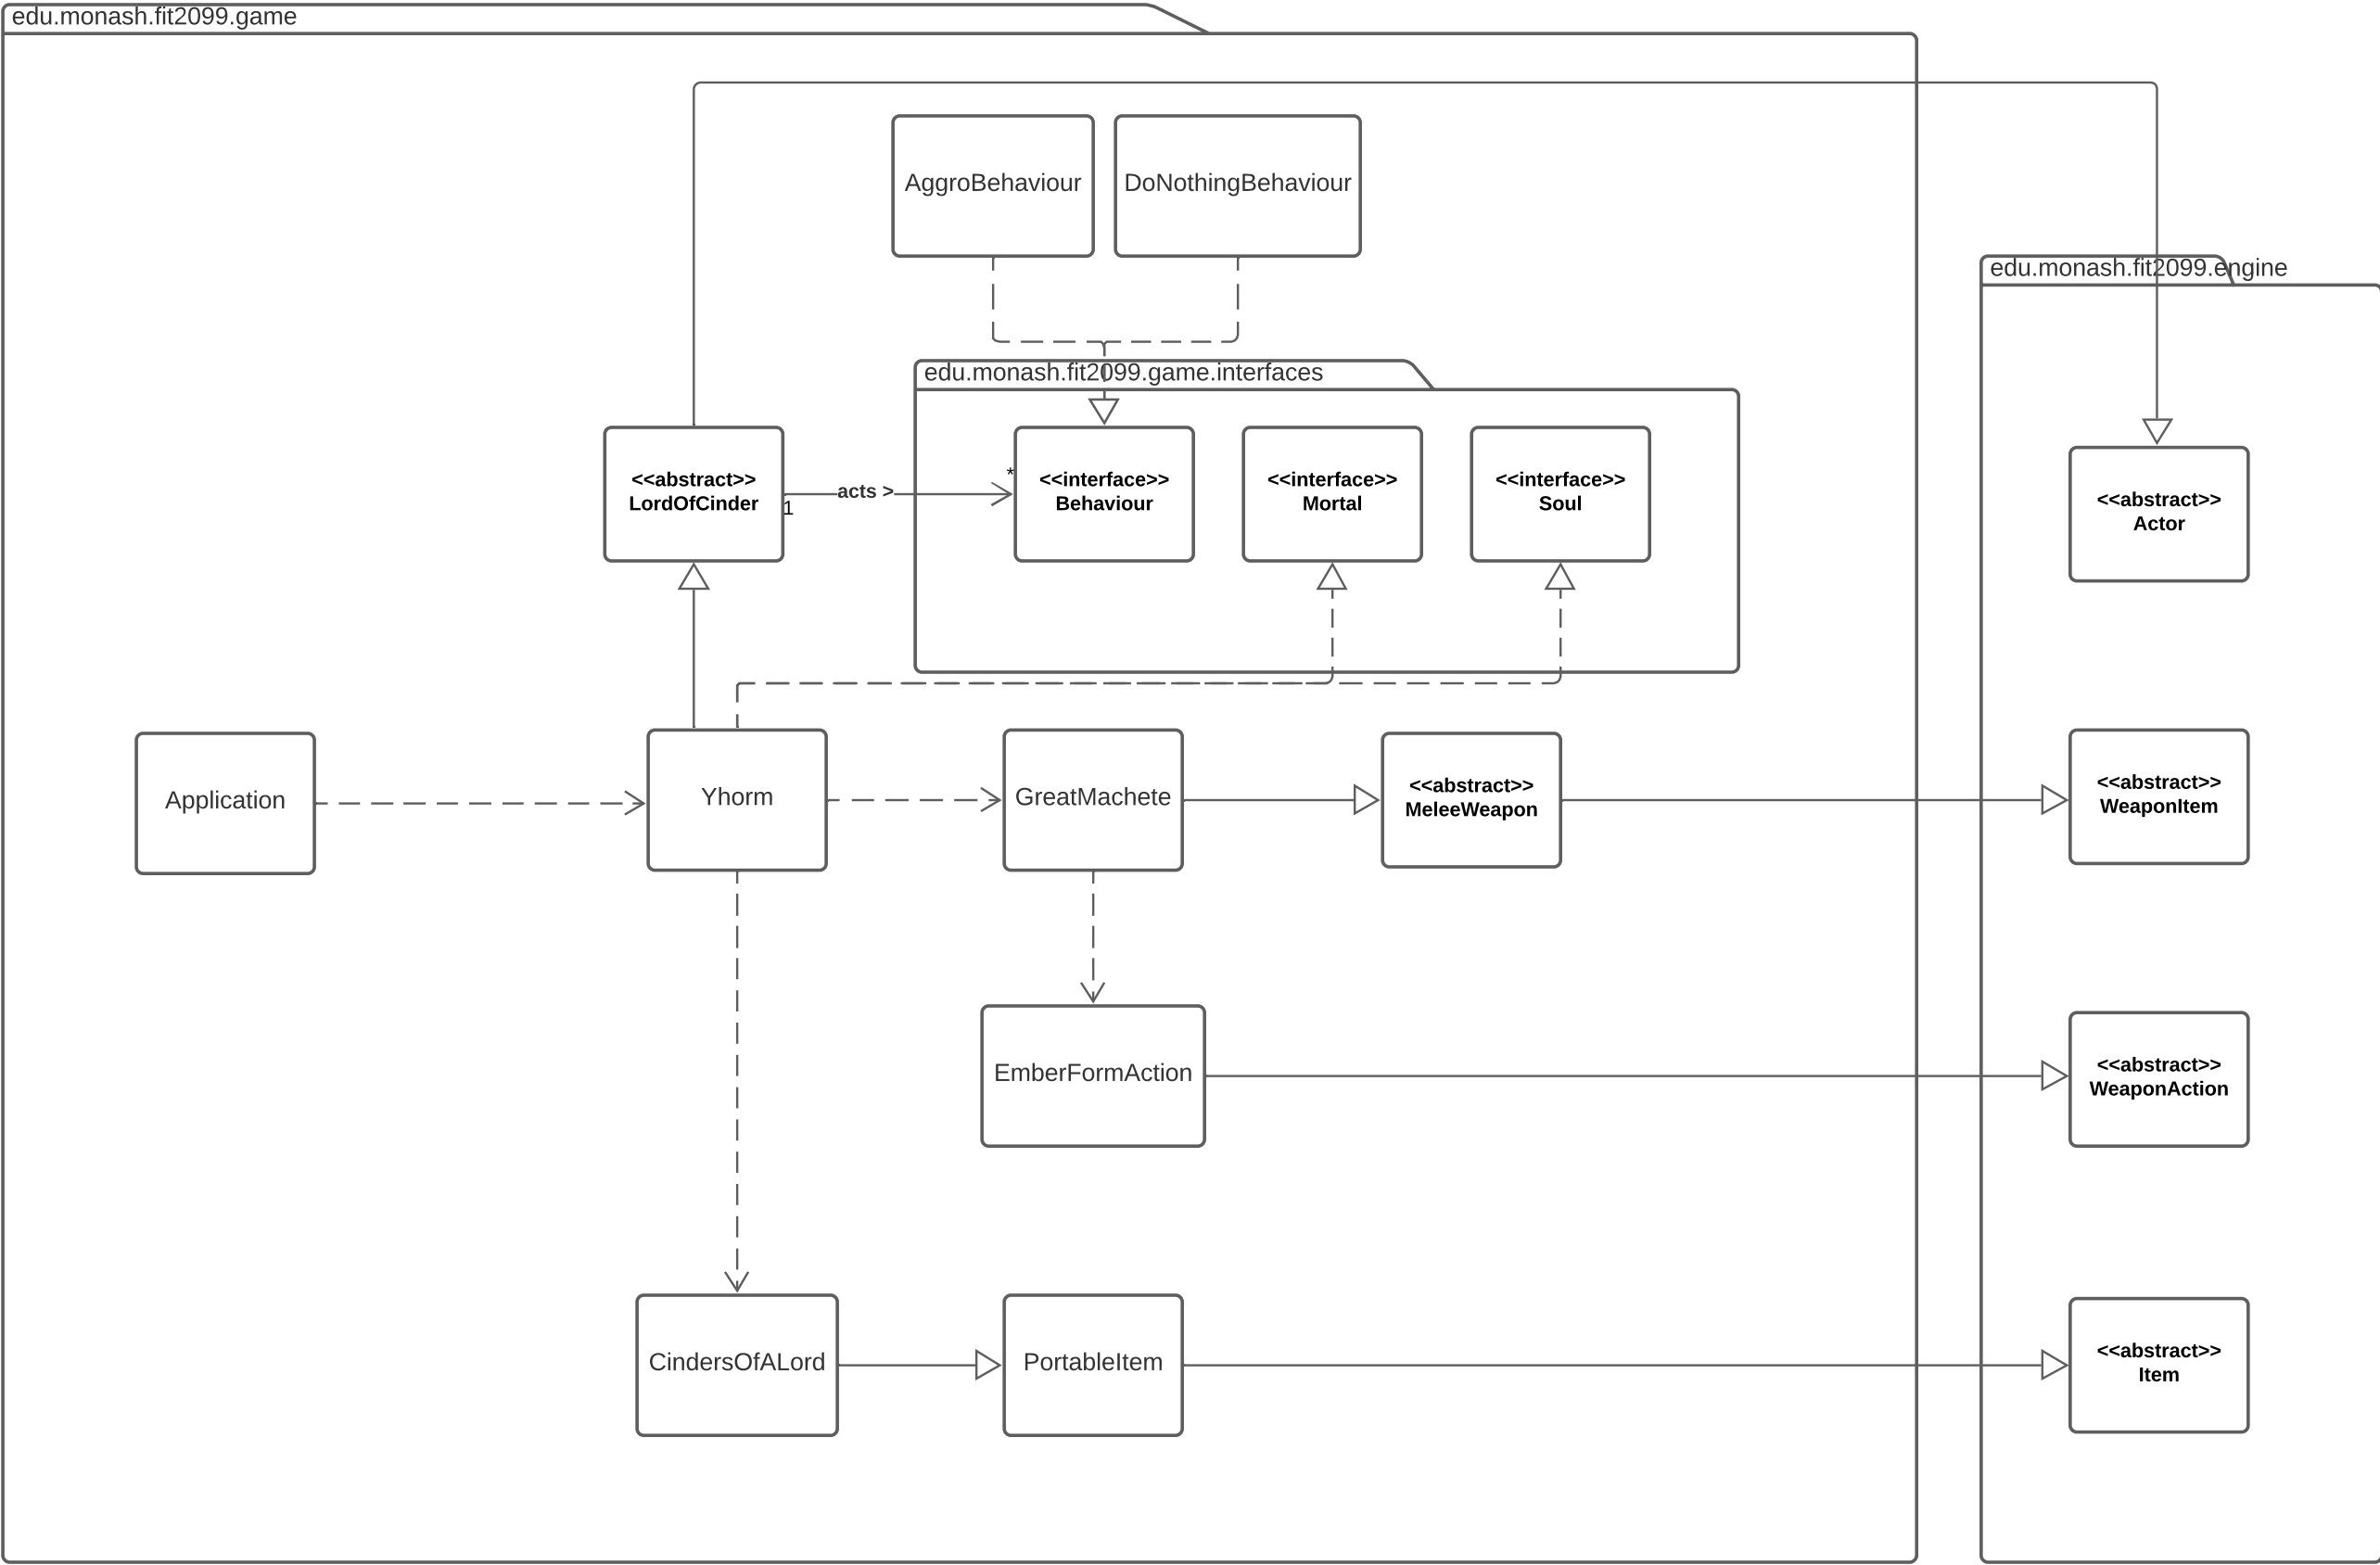 edu.monash.fit2099.game
AggroBehaviour
DoNothingBehaviour
edu.monash.fit2099.engine
edu.monash.fit2099.game.interfaces
<<abstract>>
LordOfCinder
acts >
1
*
<<interface>>
Behaviour
<<interface>>
Mortal
<<interface>>
Soul
<<abstract>>
Actor
Application
Yhorm
GreatMachete
<<abstract>>
MeleeWeapon
<<abstract>>
WeaponItem
EmberFormAction
<<abstract>>
WeaponAction
CindersOfALord
PortableItem
<<abstract>>
Item